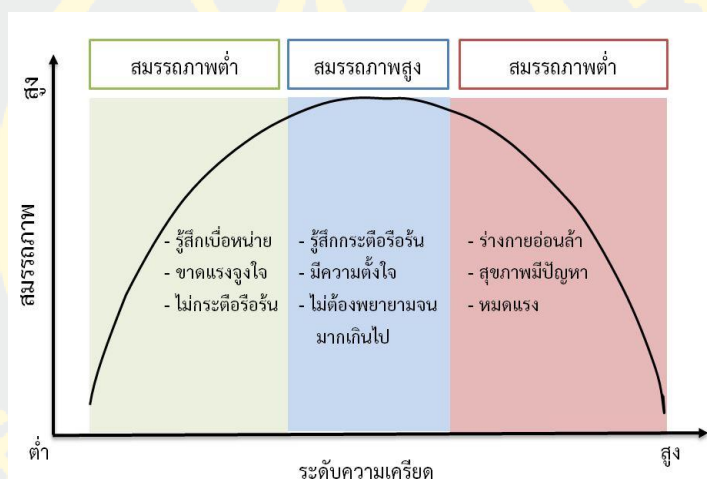 สมรรถภาพต่ำ
สมรรถภาพสูง
สมรรถภาพต่ำ
สูง
สมรรถภาพ
- รู้สึกเบื่อหน่าย
- ขาดแรงจูงใจ
- ไม่กระตือรือร้น
- รู้สึกกระตือรือร้น
- มีความตั้งใจ
- ไม่ต้องพยายามจน
มากเกินไป
- ร่างกายอ่อนล้า
- สุขภาพมีปัญหา
- หมดแรง
ต่ำ
สูง
ระดับความเครียด